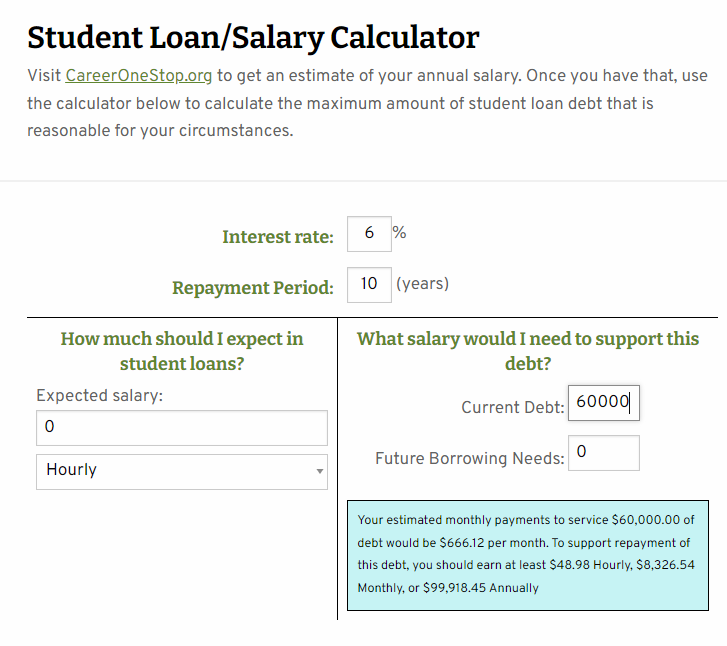 Student Loan/Salary Calculator
Visit CareerOneStop.org to get an estimate of your annual salary. Once you have that, use
the calculator below to calculate the maximum amount of student loan debt that is
reasonable for your circumstances.
Interest rate: 6 %
Repayment Period: 10 (years)
How much should I expect in
student loans?
Expected salary:
0
Hourly
What salary would I need to support this
debt?
Current Debt: 60000
Future Borrowing Needs: 0
Your estimated monthly payments to service $60,000.00 of
debt would be $666.12 per month. To support repayment of
this debt, you should earn at least $48.98 Hourly, $8,326.54
Monthly, or $99,918.45 Annually